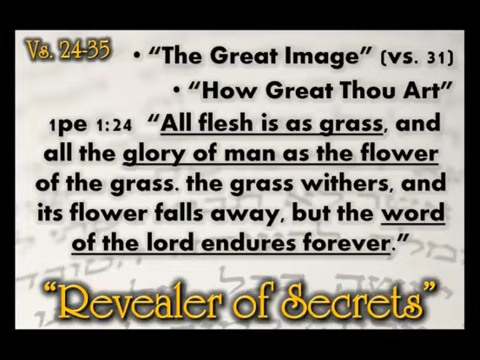 Vs. 24-35
• “The Great Image” (vs. 31)
• “How Great Thou Art”
1pe 1:24 “All flesh is as grass, and
all the glory of man as the flower
of the grass. the grass withers, and
its flower falls away, but the word
of the lord endures forever.”
“Revealer of Secrets”